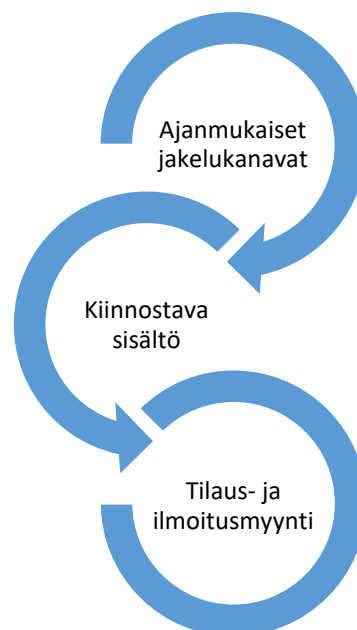 Ajanmukaiset
jakelukanavat
Kiinnostava
sisältö
Tilaus- ja
ilmoitusmyynti